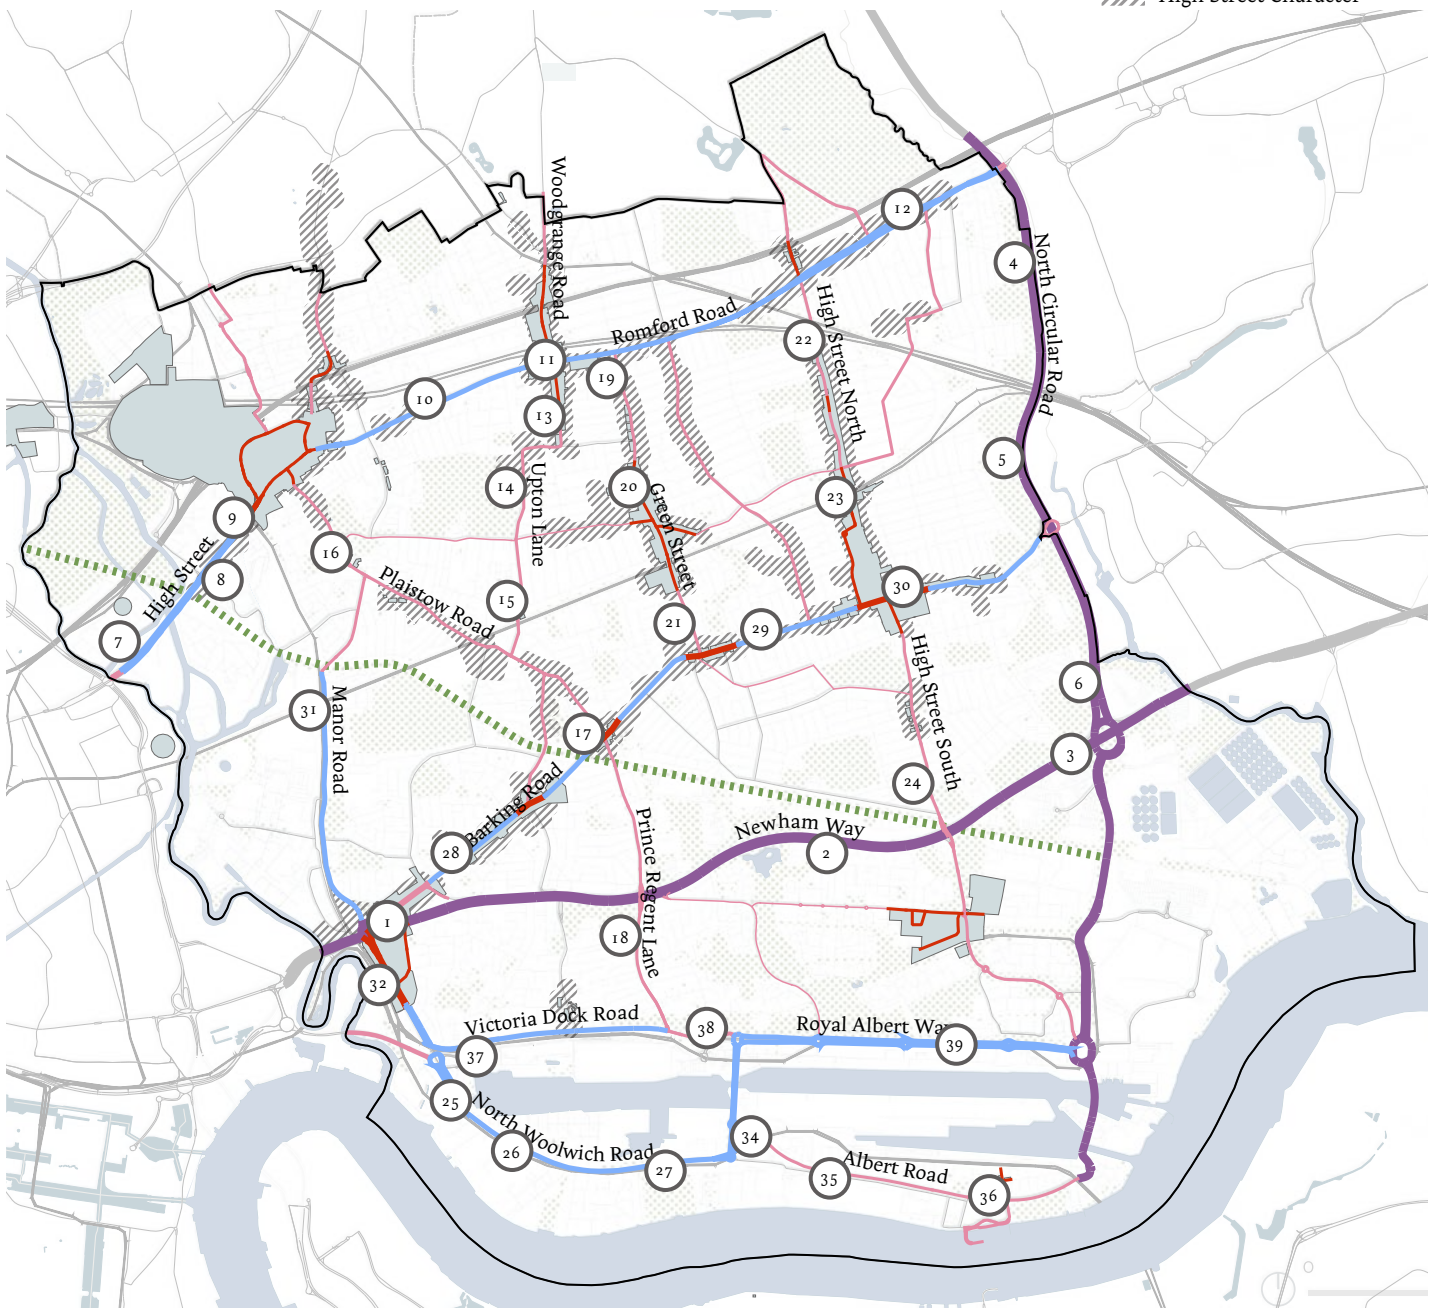 High Street Character
12
Woodgrange Road
4
North Circular Road
High Street North
Romford Road
22
11
19
10
13
5
Upton Lane
14
20
Green Street
23
9
High Street
16
8
Plaistow Road
15
30
21
29
7
High Street South
6
31
Manor Road
17
3
24
Barking Road
Prince Regent Lane
Newham Way
28
2
1
18
32
Victoria Dock Road
38
Royal Albert Way
39
37
25
North Woolwich Road
26
27
34
35
Albert Road
36